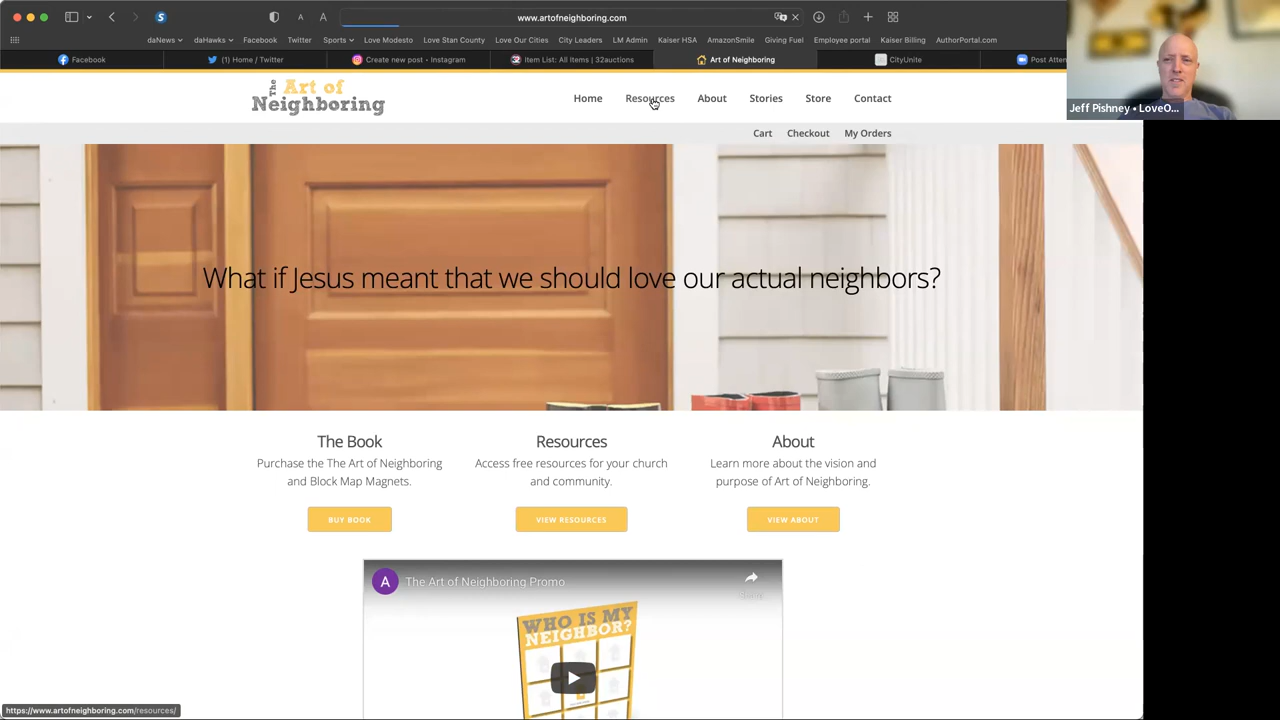 www.artofneighboring.com
daNews
daHawks
Facebook
Twitter
Sports
Love Modesto
Love Stan County
Love Our Cities
City Leaders
LM Admin
Kaiser HSA
AmazonSmile
Giving Fuel
Employee portal
Kaiser Billing
AuthorPortal.com
Facebook
(1) Home / Twitter
Create new post • Instagram
Item List: All Items | 32auctions
Art of Neighboring
CityUnite
Post Atten
Jeff Pishney • LoveO...
The Art of
Neighboring
Home
Resources
About
Stories
Store
Contact
Cart
Checkout
My Orders
What if Jesus meant that we should love our actual neighbors?
The Book
Purchase the The Art of Neighboring
and Block Map Magnets.
BUY BOOK
Resources
Access free resources for your church
and community.
VIEW RESOURCES
About
Learn more about the vision and
purpose of Art of Neighboring.
VIEW ABOUT
A
The Art of Neighboring Promo
Share
WHO IS MY
NEIGHBOR?
https://www.artofneighboring.com/resources/